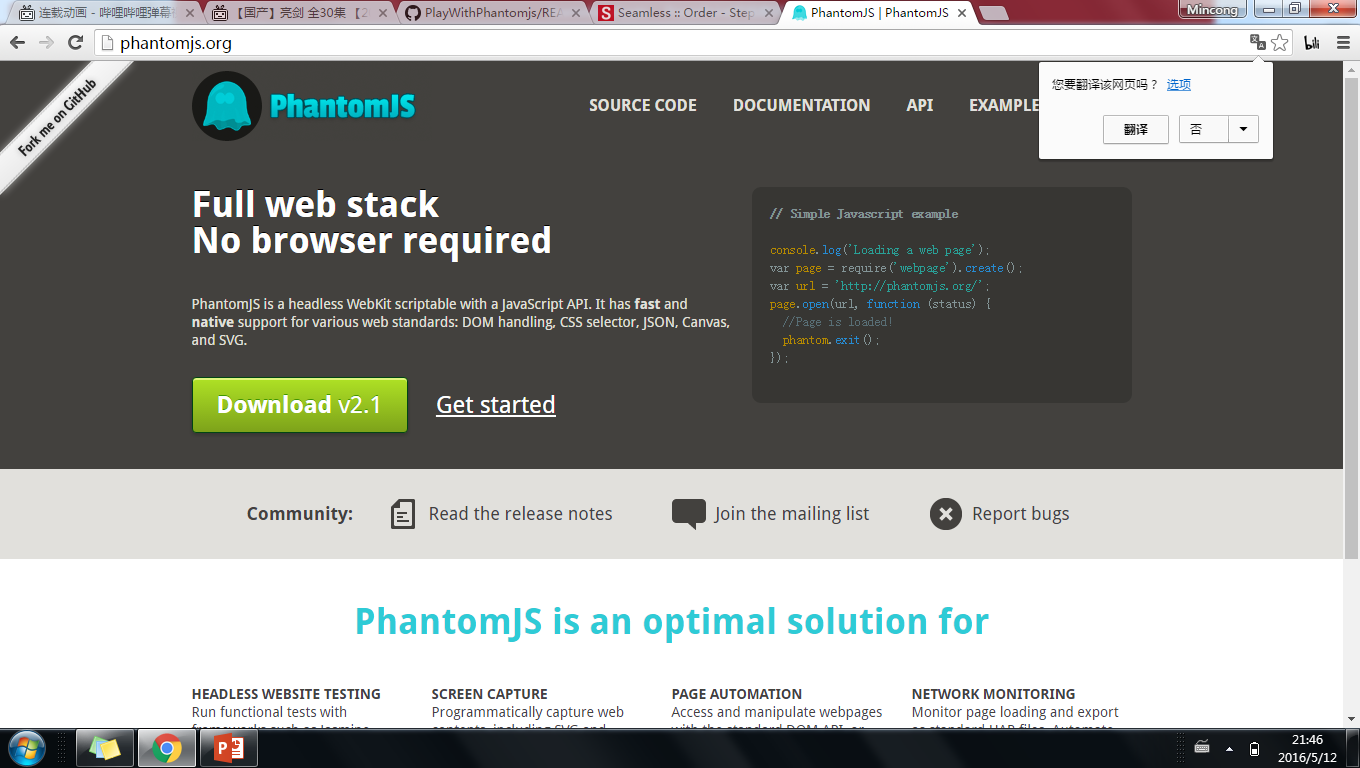 连载动画 - 哔哩哔哩弹幕
【国产】亮剑 全30集 【2
PlayWithPhantomjs/REA
Seamless :: Order - Step
PhantomJS | PhantomJS
Mincong
phantomjs.org
您要翻译该网页吗？ 选项
翻译 否
Fork me on GitHub
PhantomJS
SOURCE CODE DOCUMENTATION API EXAMPLE
Full web stack
No browser required
PhantomJS is a headless WebKit scriptable with a JavaScript API. It has fast and
native support for various web standards: DOM handling, CSS selector, JSON, Canvas,
and SVG.
Download v2.1 Get started
// Simple Javascript example
console.log('Loading a web page');
var page = require('webpage').create();
var url = 'http://phantomjs.org/';
page.open(url, function (status) {
//Page is loaded!
phantom.exit();
});
Community: Read the release notes Join the mailing list Report bugs
PhantomJS is an optimal solution for
HEADLESS WEBSITE TESTING
Run functional tests with
SCREEN CAPTURE
Programmatically capture web
PAGE AUTOMATION
Access and manipulate webpages
NETWORK MONITORING
Monitor page loading and export
21:46
2016/5/12